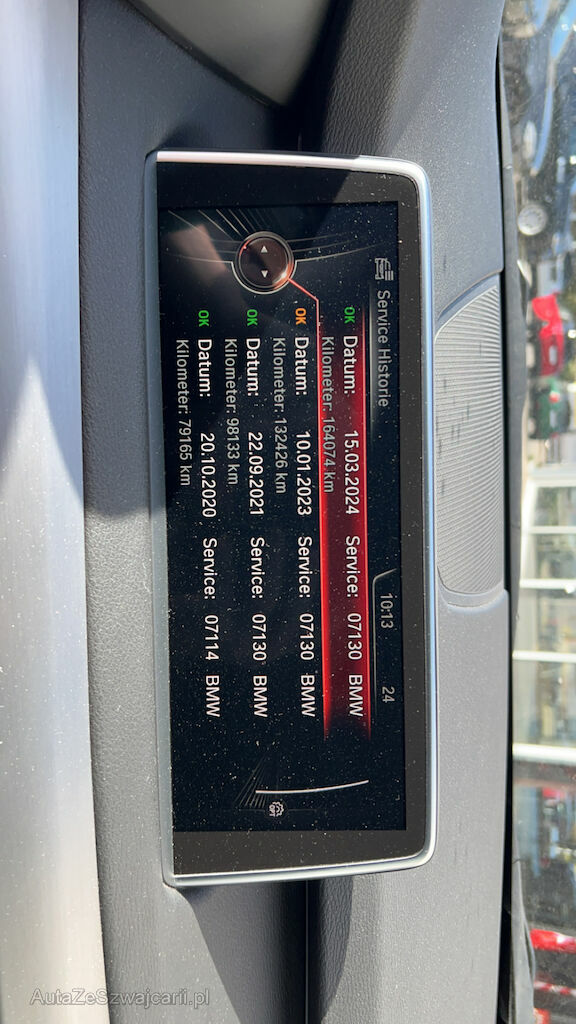 Service Historie
10:13
24
OK Datum: 15.03.2024 Service: 07130 BMW
Kilometer: 164074 km
OK Datum: 10.01.2023 Service: 07130 BMW
Kilometer: 132426 km
OK Datum: 22.09.2021 Service: 07130 BMW
Kilometer: 98133 km
OK Datum: 20.10.2020 Service: 07114 BMW
Kilometer: 79165 km
OPT
AutaZeSzwajcarii.pl